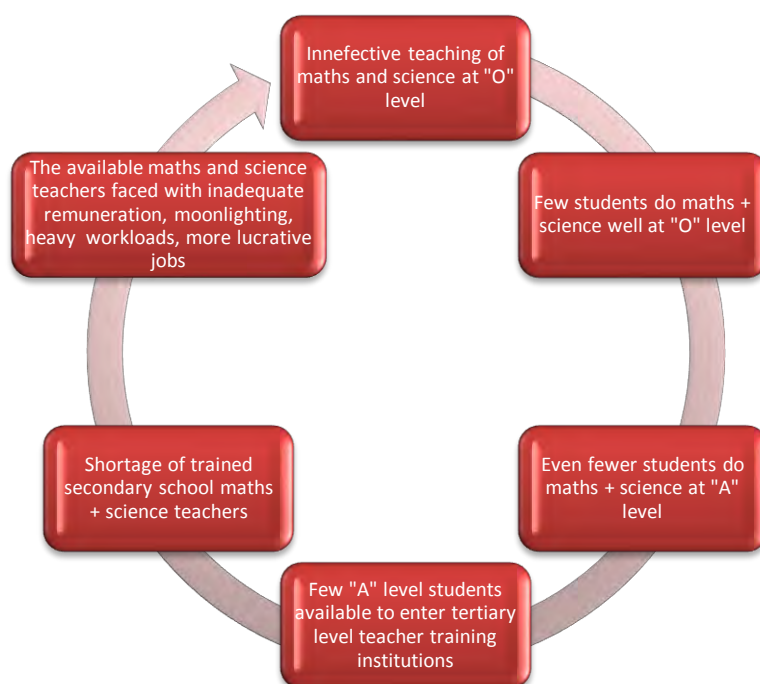 Innefective teaching of
maths and science at "O"
level
Few students do maths +
science well at "O" level
Even fewer students do
maths + science at "A"
level
Few "A" level students
available to enter tertiary
level teacher training
institutions
Shortage of trained
secondary school maths
+ science teachers
The available maths and science
teachers faced with inadequate
remuneration, moonlighting,
heavy workloads, more lucrative
jobs